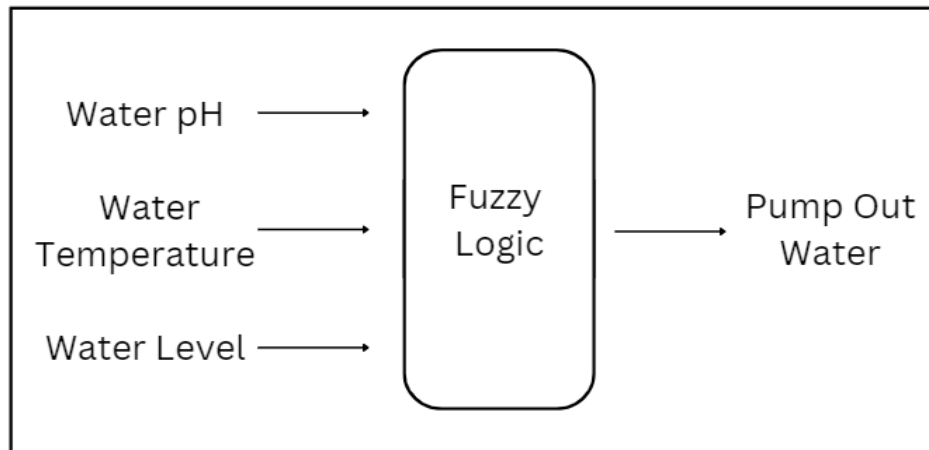 Water pH
Water
Temperature
Water Level
Fuzzy
Logic
Pump Out
Water